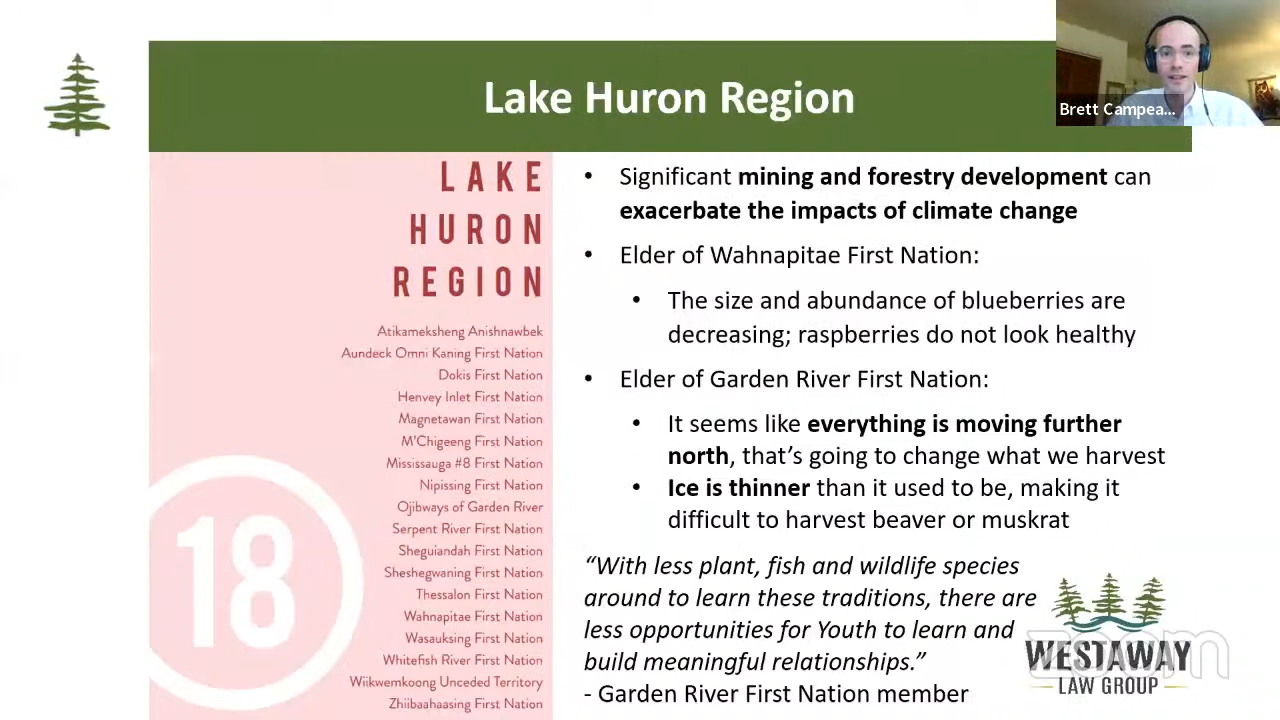 Lake Huron Region
Brett Campea...
LAKE
HURON
REGION
Atikameksheng Anishnawbek
Aundeck Omni Kaning First Nation
Dokis First Nation
Henvey Inlet First Nation
Magnetawan First Nation
M'Chigeeng First Nation
Mississauga #8 First Nation
Nipissing First Nation
Ojibways of Garden River
Serpent River First Nation
Sheguiandah First Nation
Sheshegwaning First Nation
Thessalon First Nation
Wahnapitae First Nation
Wasauksing First Nation
Whitefish River First Nation
Wiikwemkoong Unceded Territory
Zhiibaahaasing First Nation
18
• Significant mining and forestry development can
exacerbate the impacts of climate change
• Elder of Wahnapitae First Nation:
• The size and abundance of blueberries are
decreasing; raspberries do not look healthy
• Elder of Garden River First Nation:
• It seems like everything is moving further
north, that's going to change what we harvest
• Ice is thinner than it used to be, making it
difficult to harvest beaver or muskrat
“With less plant, fish and wildlife species
around to learn these traditions, there are
less opportunities for Youth to learn and
build meaningful relationships.”
- Garden River First Nation member
WESTAWAY
LAW GROUP
zoom